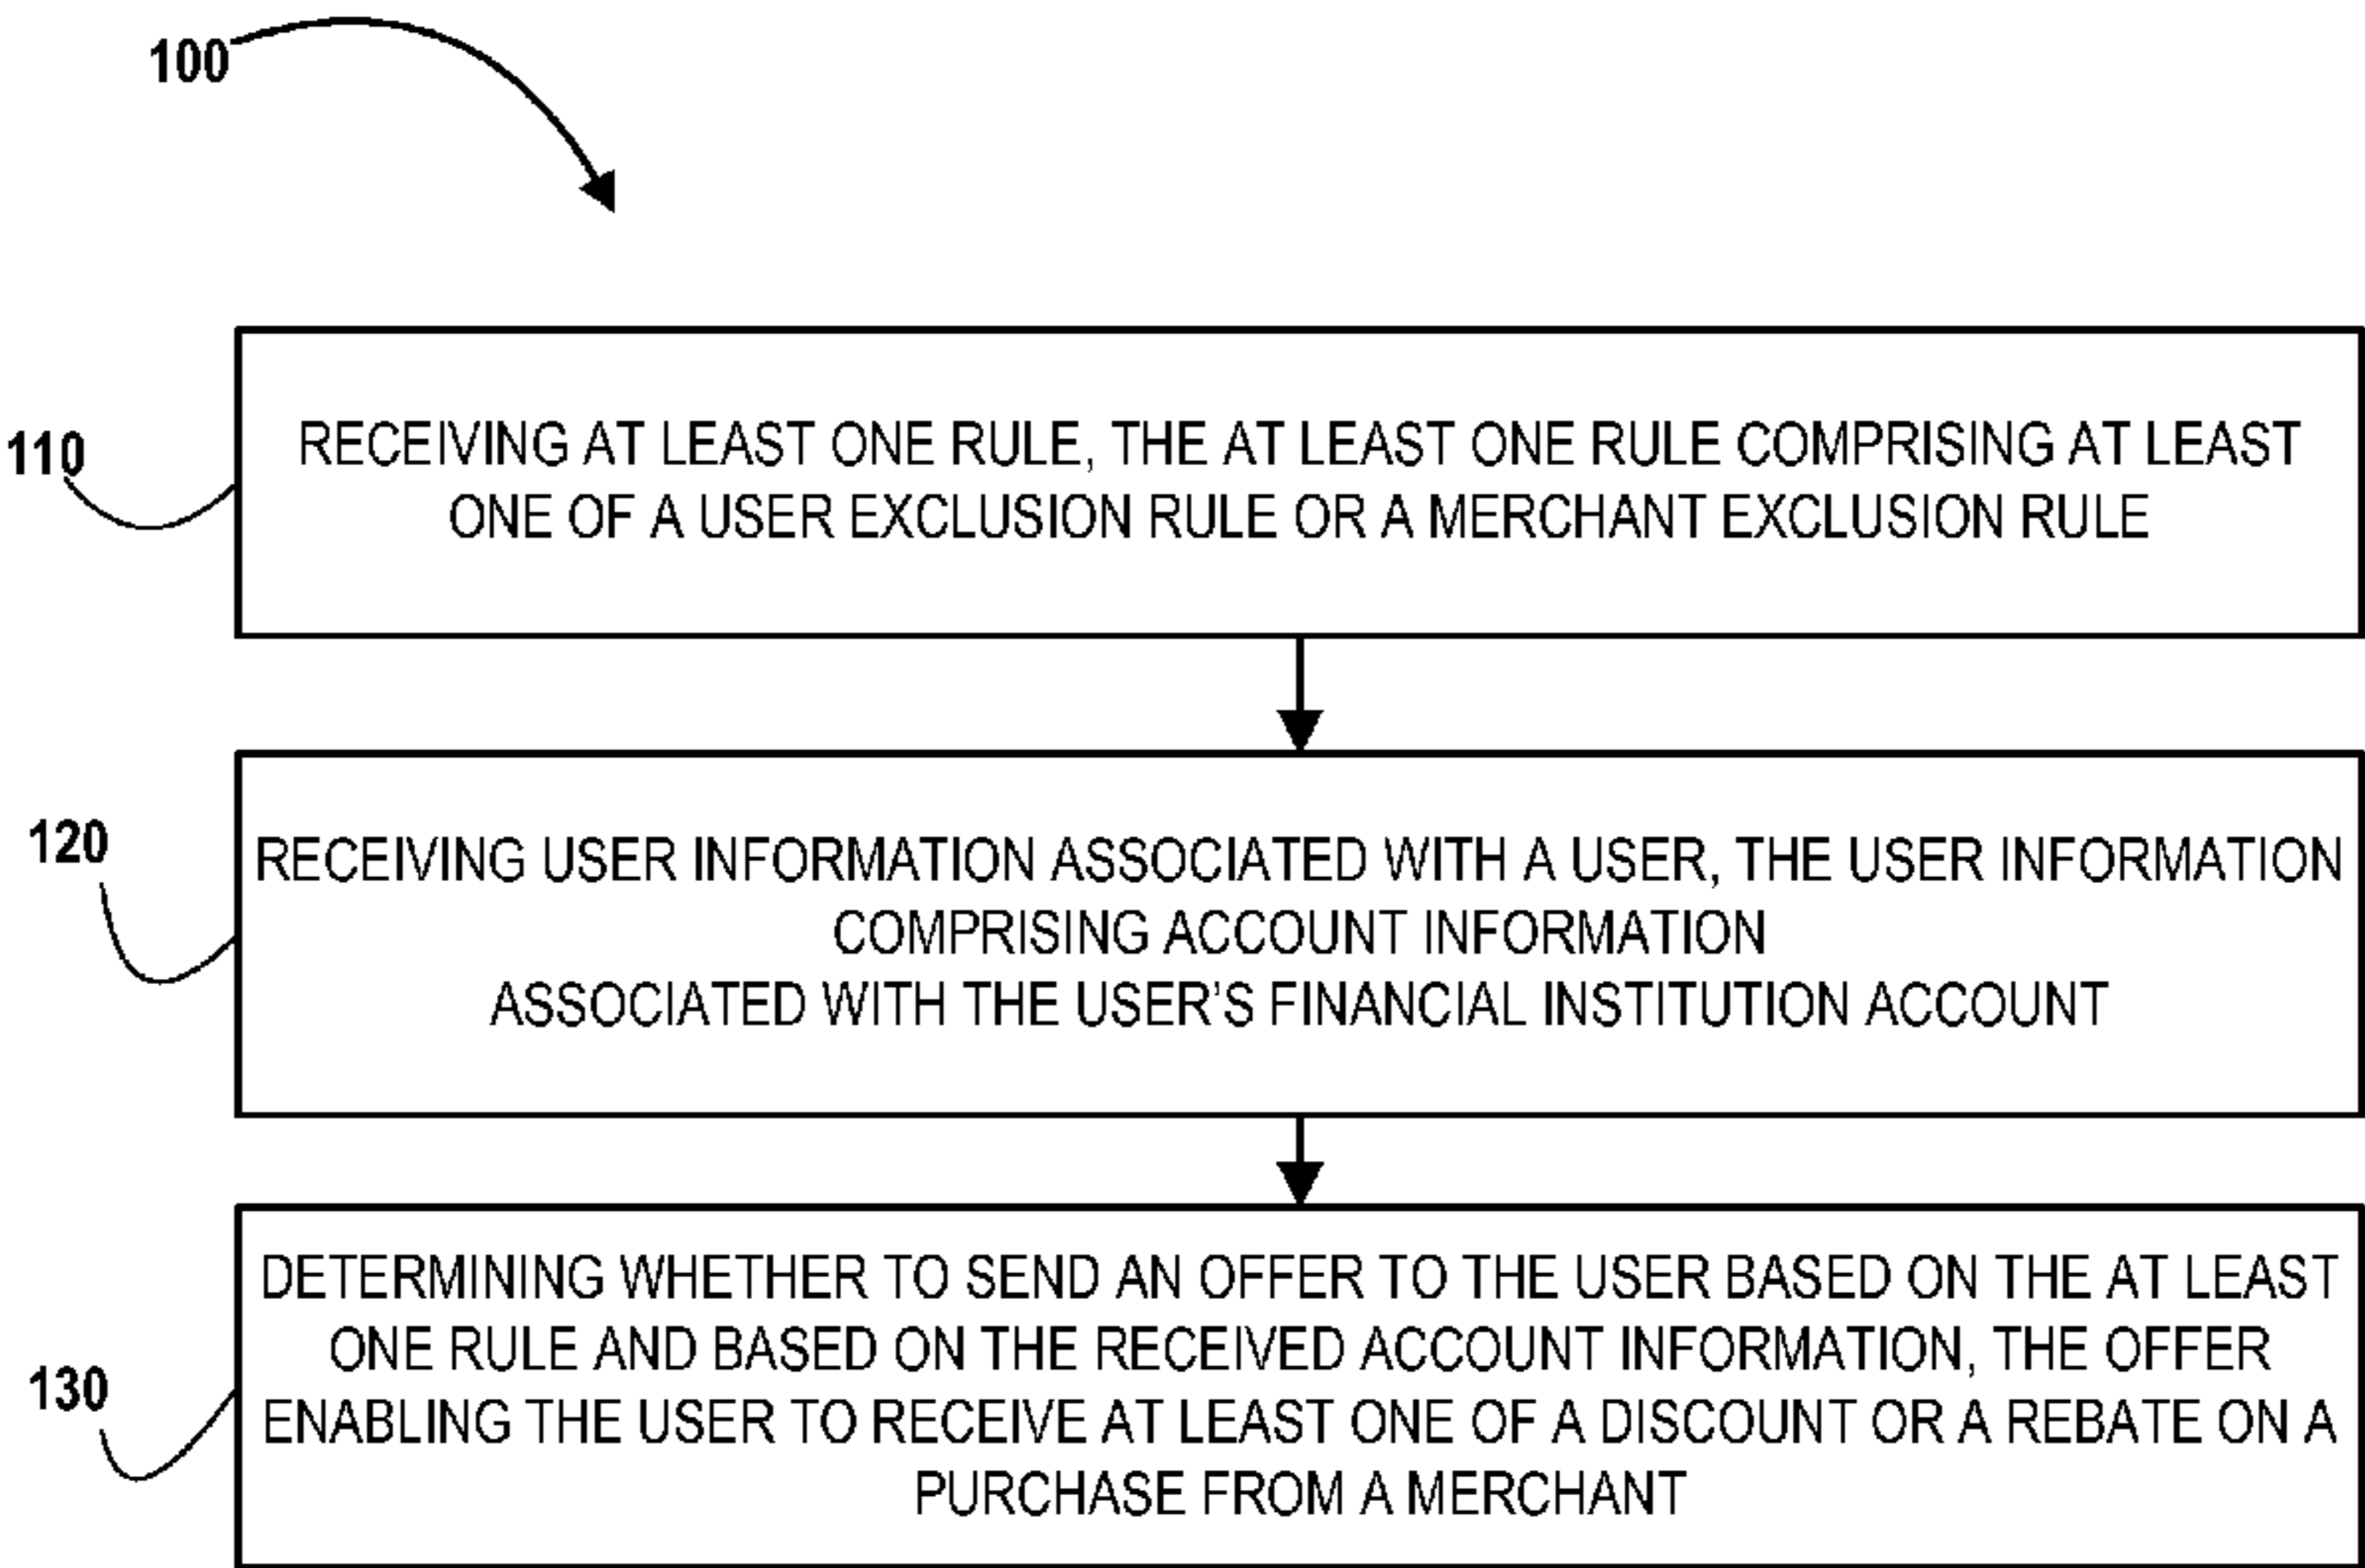 100
110
RECEIVING AT LEAST ONE RULE, THE AT LEAST ONE RULE COMPRISING AT LEAST
ONE OF A USER EXCLUSION RULE OR A MERCHANT EXCLUSION RULE
120
RECEIVING USER INFORMATION ASSOCIATED WITH A USER, THE USER INFORMATION
COMPRISING ACCOUNT INFORMATION
ASSOCIATED WITH THE USER’S FINANCIAL INSTITUTION ACCOUNT
130
DETERMINING WHETHER TO SEND AN OFFER TO THE USER BASED ON THE AT LEAST
ONE RULE AND BASED ON THE RECEIVED ACCOUNT INFORMATION, THE OFFER
ENABLING THE USER TO RECEIVE AT LEAST ONE OF A DISCOUNT OR A REBATE ON A
PURCHASE FROM A MERCHANT